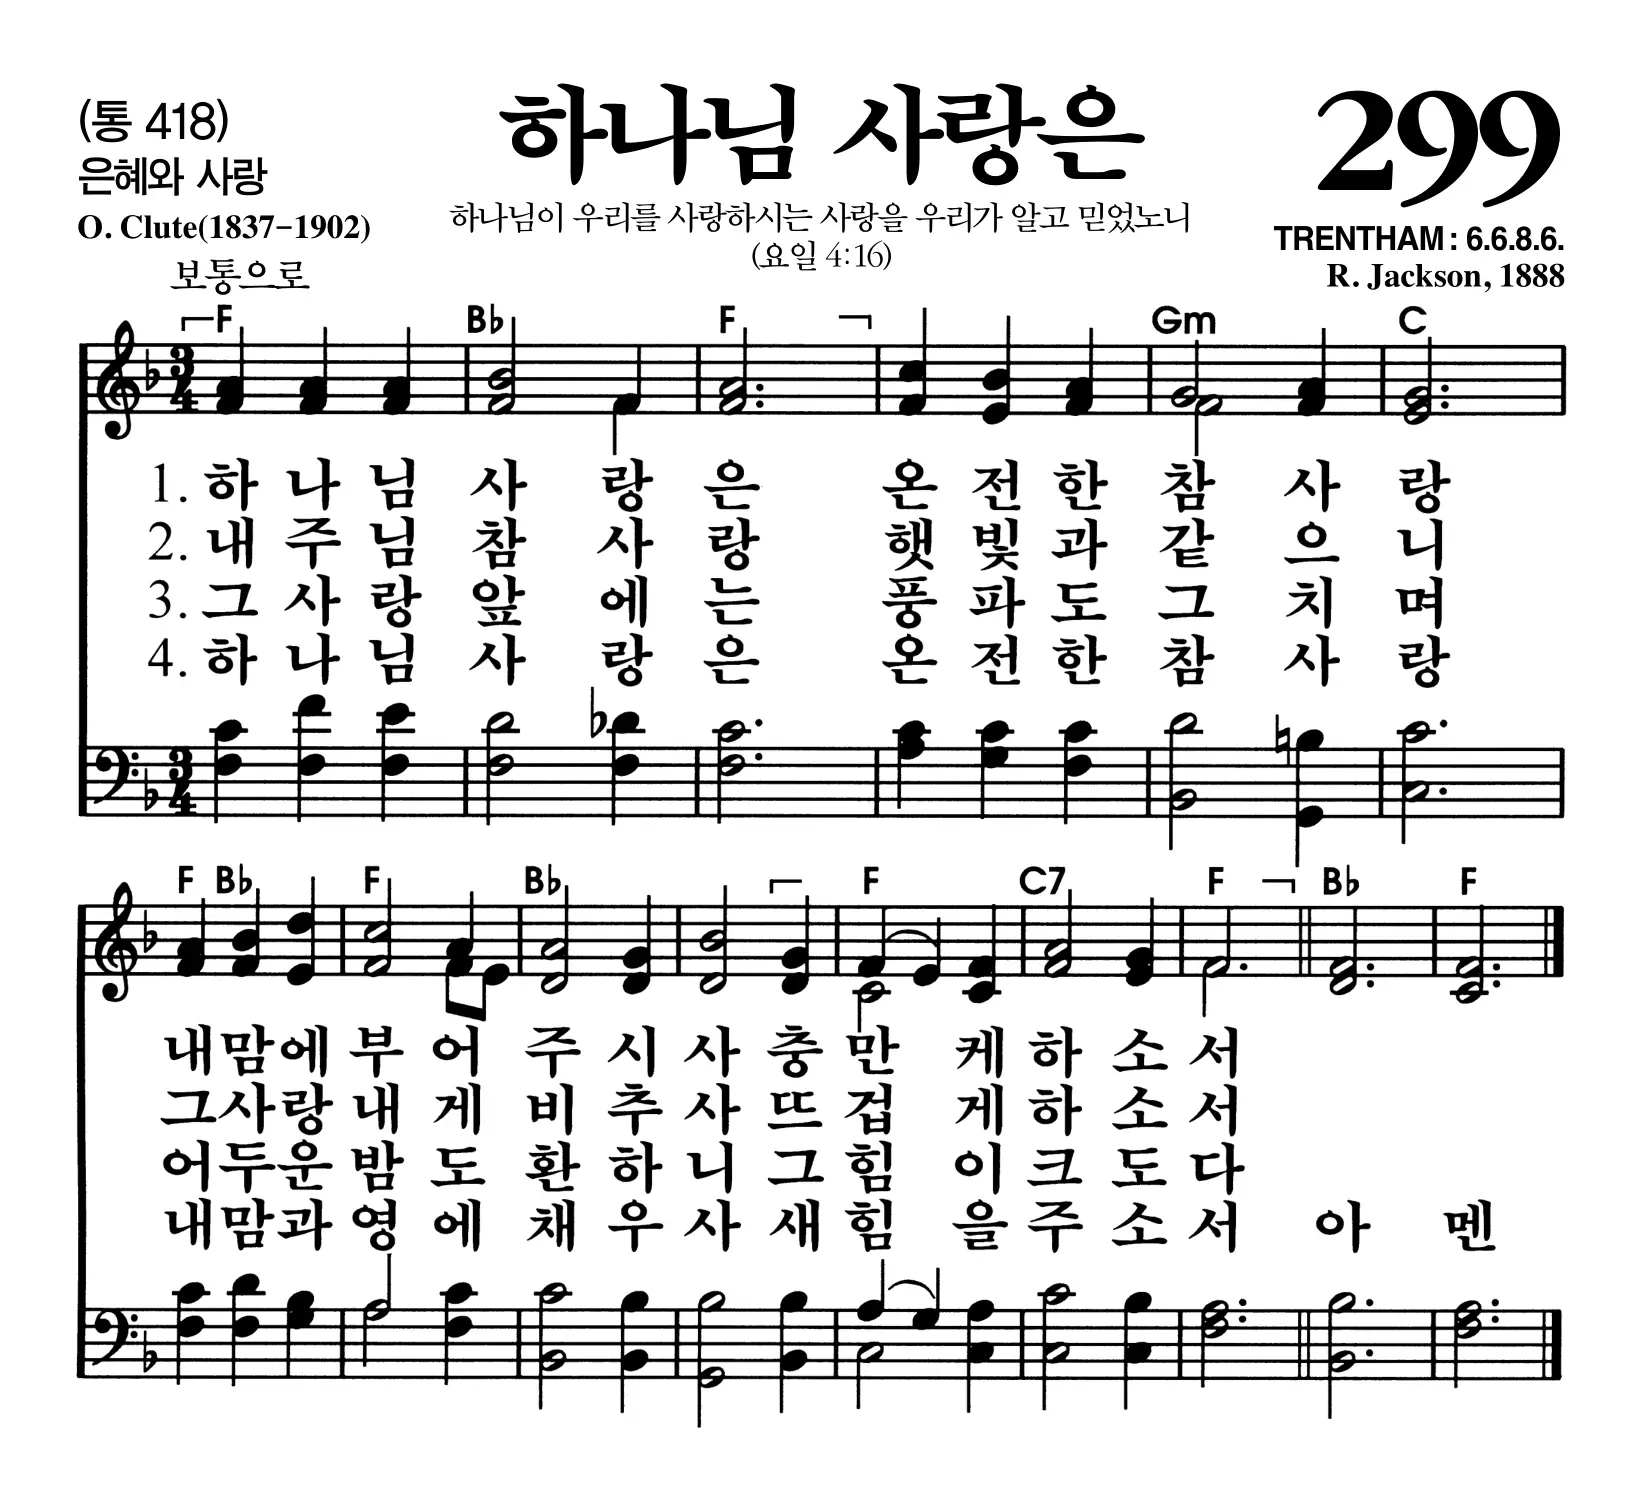 (통 418)
하나님 사랑은
299
은혜와 사랑
O. Clute(1837-1902)
하나님이 우리를 사랑하시는 사랑을 우리가 알고 믿었노니
(요일 4:16)
TRENTHAM : 6.6.8.6.
R. Jackson, 1888
보통으로
F B♭ F Gm C
1. 하 나 님 사 랑 은 온 전 한 참 사 랑
2. 내 주 님 참 사 랑 햇 빛 과 같 으 니
3. 그 사 랑 앞 에 는 풍 파 도 그 치 며
4. 하 나 님 사 랑 은 온 전 한 참 사 랑
F B♭ F B♭ F C7 F B♭ F
내 맘 에 부 어 주 시 사 충 만 케 하 소 서
그 사 랑 내 게 비 추 사 뜨 겁 게 하 소 서
어 두 운 밤 도 환 하 니 그 힘 이 크 도 다
내 맘 과 영 에 채 우 사 새 힘 을 주 소 서 아 멘